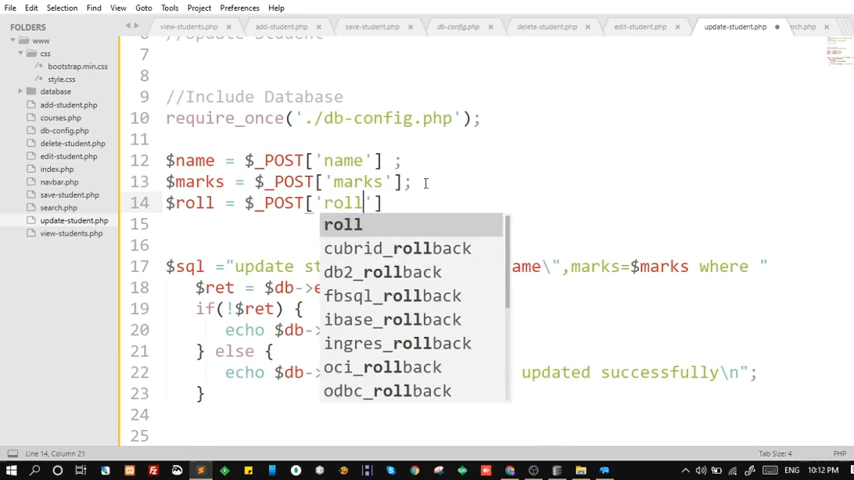 File Edit Selection Find View Goto Tools Project Preferences Help
FOLDERS
view-students.php
add-student.php
save-student.php
db-config.php
delete-student.php
edit-student.php
update-student.php
rch.php
www
css
bootstrap.min.css
style.css
database
add-student.php
courses.php
db-config.php
delete-student.php
edit-student.php
index.php
navbar.php
save-student.php
search.php
update-student.php
view-students.php
7
8
9 //Include Database
10 require_once('./db-config.php');
11
12 $name = $_POST['name'] ;
13 $marks = $_POST['marks'];
14 $roll = $_POST['roll']
15
17 $sql ="update st ame\",marks=$marks where "
18 $ret = $db->e
19 if(!$ret) {
20 echo $db->
21 } else {
22 echo $db-> updated successfully\n";
23 }
24
25
roll
cubrid_rollback
db2_rollback
fbsql_rollback
ibase_rollback
ingres_rollback
oci_rollback
odbc_rollback
Line 14, Column 21
Tab Size: 4
PHP
10:12 PM